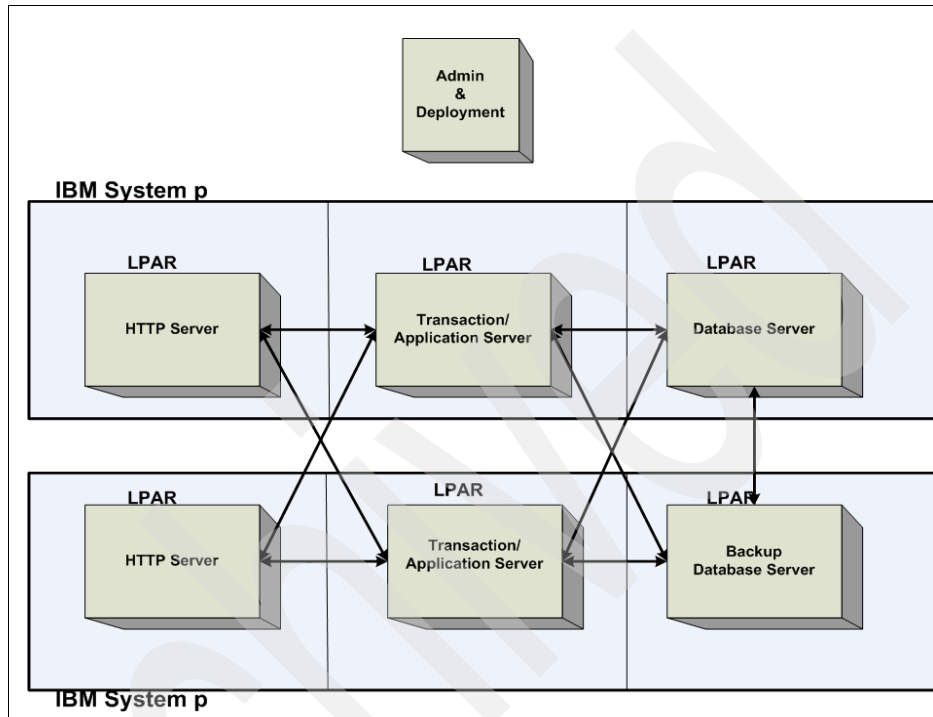 Admin
&
Deployment
IBM System p
LPAR
LPAR
LPAR
HTTP Server
Transaction/
Application Server
Database Server
LPAR
LPAR
LPAR
HTTP Server
Transaction/
Application Server
Backup
Database Server
IBM System p